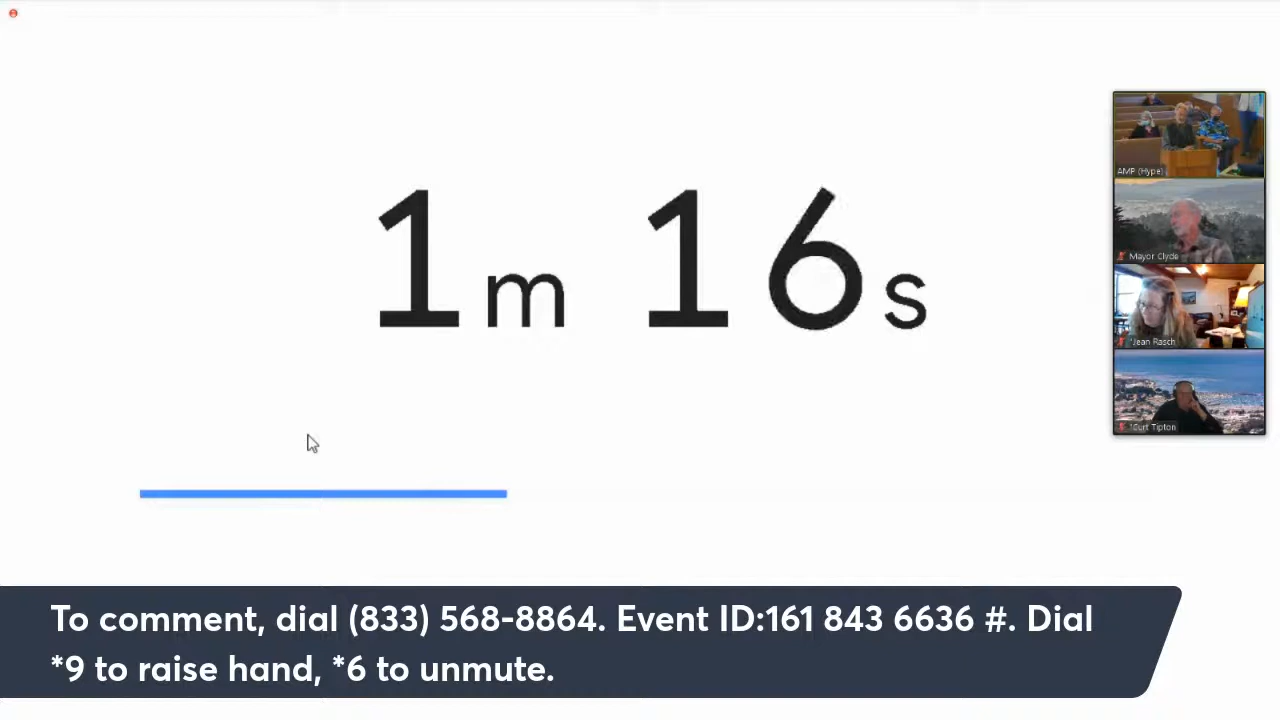 1m 16s
AMP (Hype)
Mayor Clyde
Jean Rasch
Curt Tipton
To comment, dial (833) 568-8864. Event ID:161 843 6636 #. Dial
*9 to raise hand, *6 to unmute.